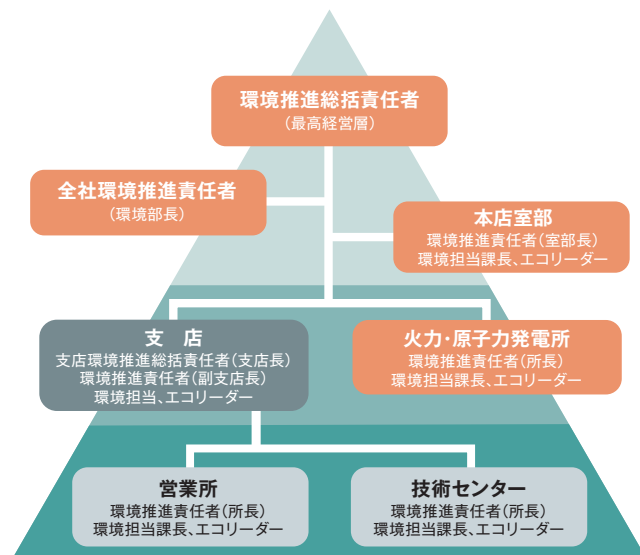 環境推進総括責任者
(最高経営層)
全社環境推進責任者
(環境部長)
本店室部
環境推進責任者(室部長)
環境担当課長、エコリーダー
支　店
支店環境推進総括責任者(支店長)
環境推進責任者(副支店長)
環境担当、エコリーダー
火力・原子力発電所
環境推進責任者(所長)
環境担当課長、エコリーダー
営業所
環境推進責任者(所長)
環境担当課長、エコリーダー
技術センター
環境推進責任者(所長)
環境担当課長、エコリーダー